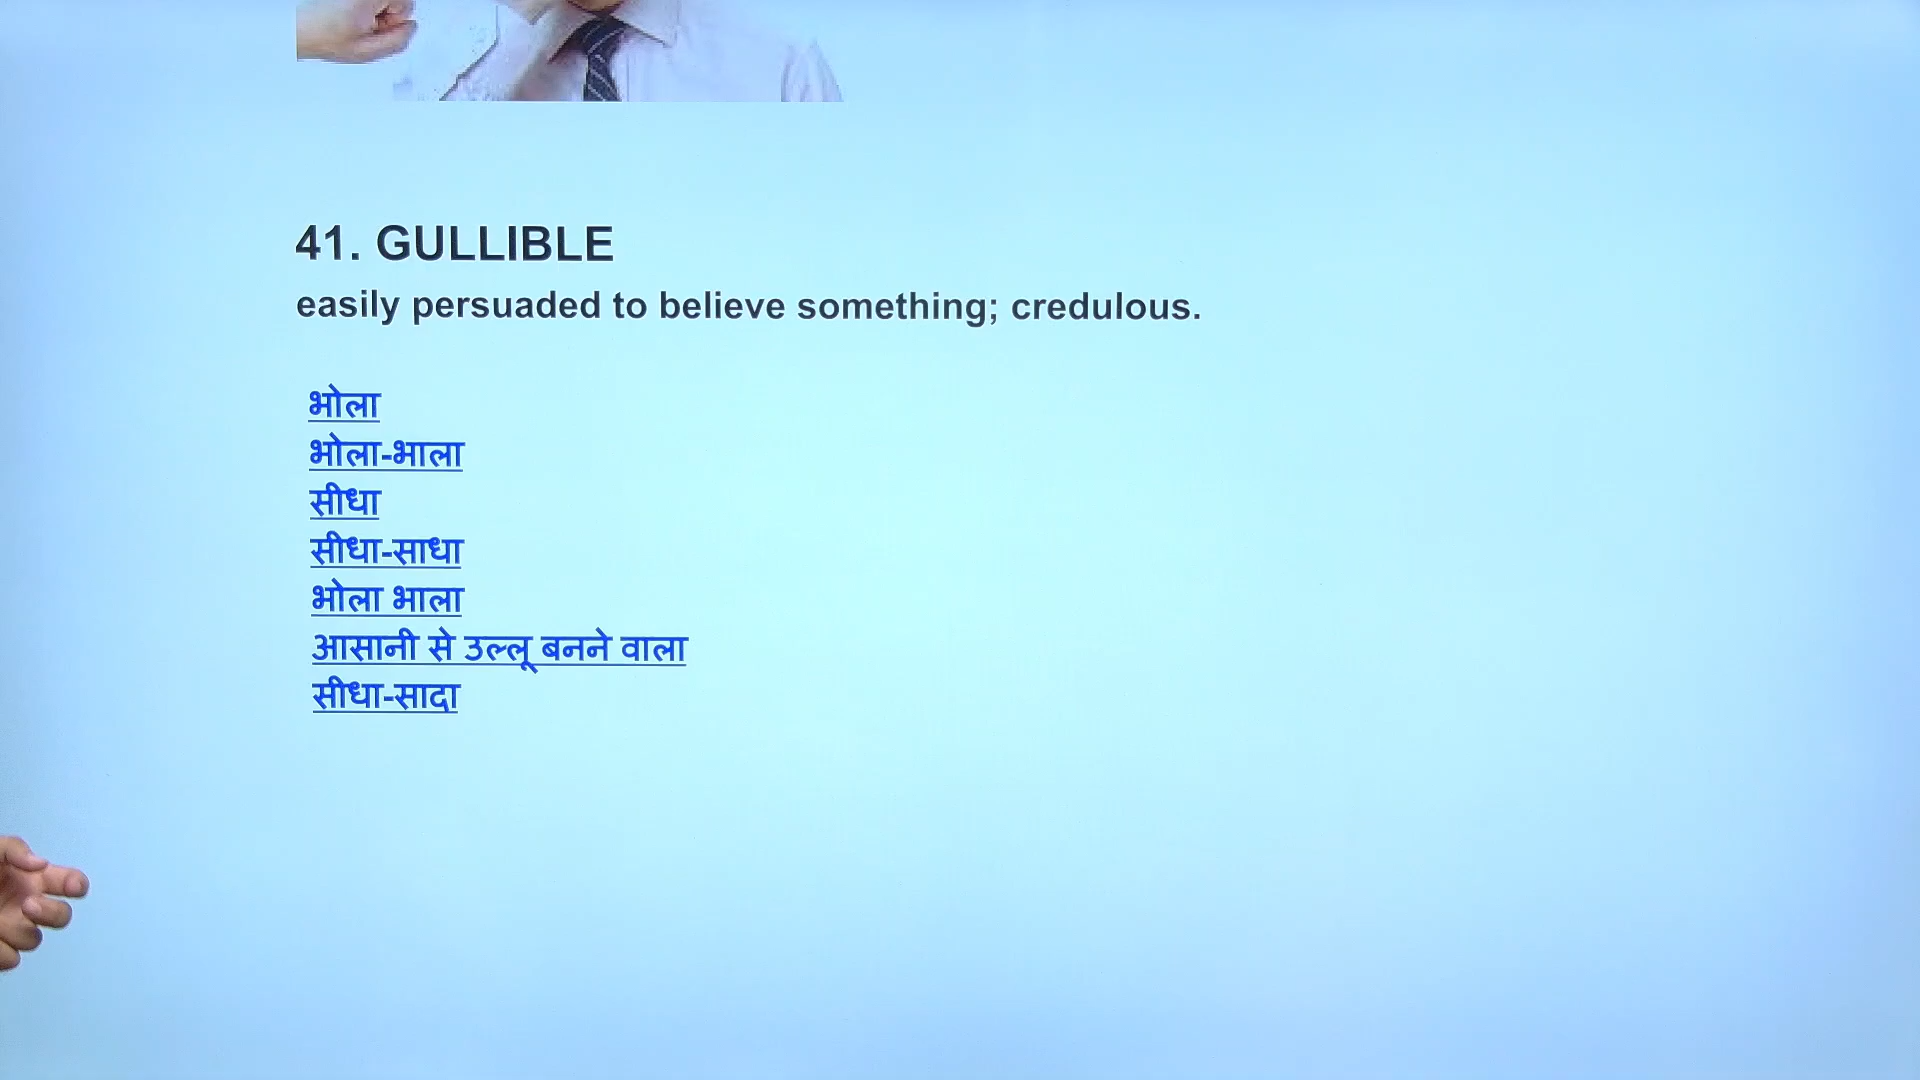 41. GULLIBLE
easily persuaded to believe something; credulous.
भोला
भोला-भाला
सीधा
सीधा-साधा
भोला भाला
आसानी से उल्लू बनने वाला
सीधा-सादा